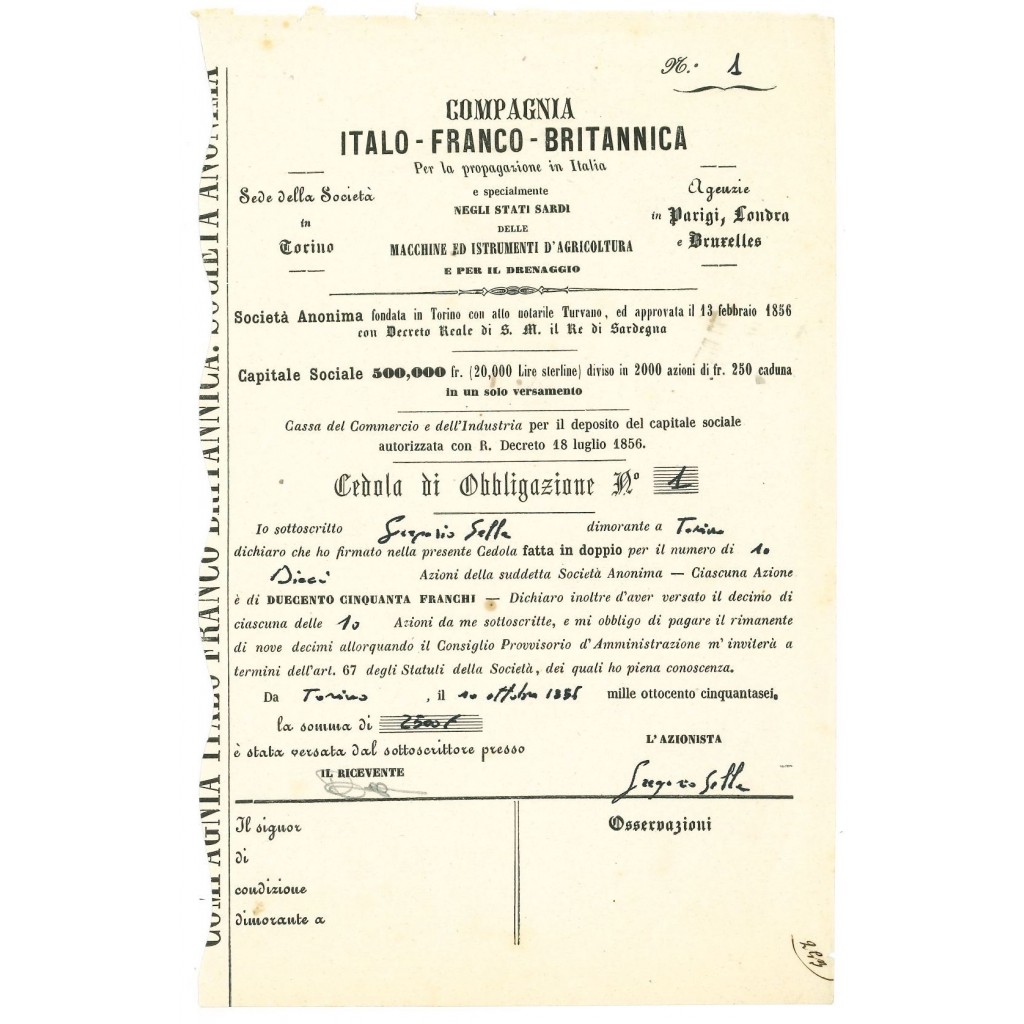 COMPAGNIA ITALO FRANCO BRITANNICA. SOCIETÀ ANONIMA
N.º 1
COMPAGNIA
ITALO - FRANCO - BRITANNICA
Per la propagazione in Italia
e specialmente
NEGLI STATI SARDI
DELLE
MACCHINE ED ISTRUMENTI D'AGRICOLTURA
E PER IL DRENAGGIO
Sede della Società
in
Torino
Agenzie
in Parigi, Londra
e Bruxelles
Società Anonima fondata in Torino con atto notarile Turvano, ed approvata il 13 febbraio 1856
con Decreto Reale di S. M. il Re di Sardegna
Capitale Sociale 500,000 fr. (20,000 Lire sterline) diviso in 2000 azioni di fr. 250 caduna
in un solo versamento
Cassa del Commercio e dell'Industria per il deposito del capitale sociale
autorizzata con R. Decreto 18 luglio 1856.
Cedola di Obbligazione Nº 1
Io sottoscritto Gregorio Sella dimorante a Torino
dichiaro che ho firmato nella presente Cedola fatta in doppio per il numero di 10
Dieci Azioni della suddetta Società Anonima — Ciascuna Azione
è di DUECENTO CINQUANTA FRANCHI — Dichiaro inoltre d'aver versato il decimo di
ciascuna delle 10 Azioni da me sottoscritte, e mi obbligo di pagare il rimanente
di nove decimi allorquando il Consiglio Provvisorio d'Amministrazione m'inviterà a
termini dell'art. 67 degli Statuti della Società, dei quali ho piena conoscenza.
Da Torino, il 10 ottobre 1856 mille ottocento cinquantasei.
la somma di 2500 f
è stata versata dal sottoscrittore presso
IL RICEVENTE
L'AZIONISTA
Gregorio Sella
Il signor
di
condizione
dimorante a
Osservazioni
243